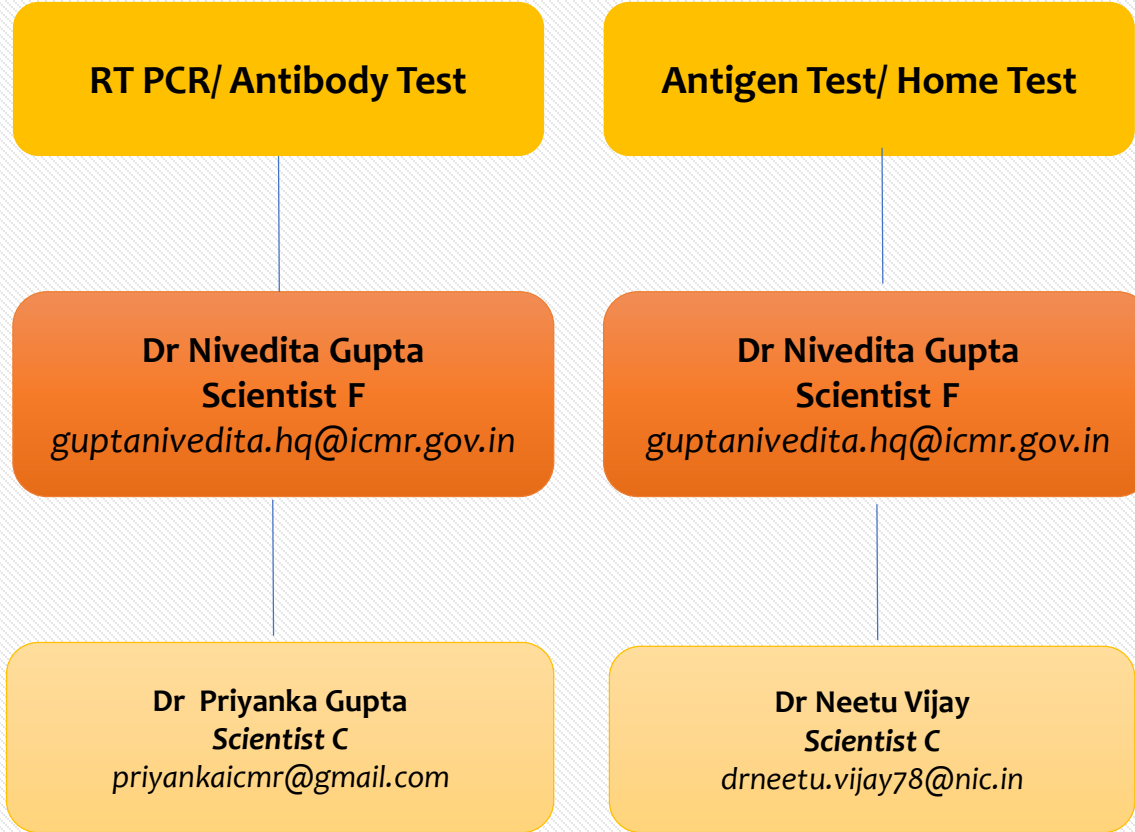 RT PCR/ Antibody Test
Antigen Test/ Home Test
Dr Nivedita Gupta
Scientist F
guptanivedita.hq@icmr.gov.in
Dr Nivedita Gupta
Scientist F
guptanivedita.hq@icmr.gov.in
Dr  Priyanka Gupta
Scientist C
priyankaicmr@gmail.com
Dr Neetu Vijay
Scientist C
drneetu.vijay78@nic.in